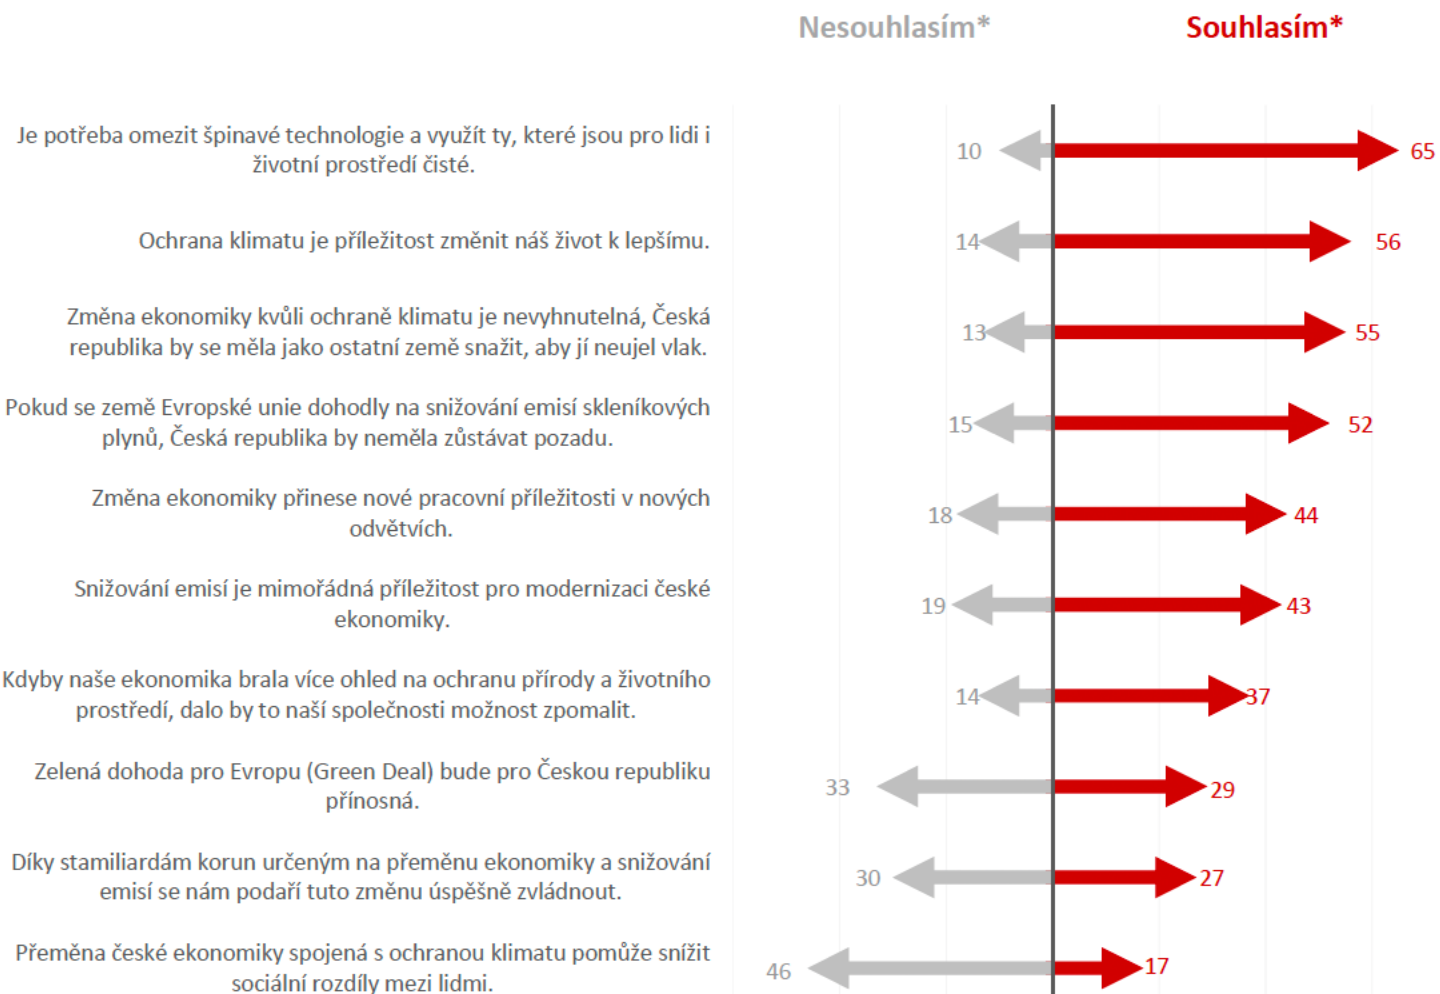 Nesouhlasím* Souhlasím*
Je potřeba omezit špinavé technologie a využít ty, které jsou pro lidi i
životní prostředí čisté.
10 65
Ochrana klimatu je příležitost změnit náš život k lepšímu.
14 56
Změna ekonomiky kvůli ochraně klimatu je nevyhnutelná, Česká
republika by se měla jako ostatní země snažit, aby jí neujel vlak.
13 55
Pokud se země Evropské unie dohodly na snižování emisí skleníkových
plynů, Česká republika by neměla zůstávat pozadu.
15 52
Změna ekonomiky přinese nové pracovní příležitosti v nových
odvětvích.
18 44
Snižování emisí je mimořádná příležitost pro modernizaci české
ekonomiky.
19 43
Kdyby naše ekonomika brala více ohled na ochranu přírody a životního
prostředí, dalo by to naší společnosti možnost zpomalit.
14 37
Zelená dohoda pro Evropu (Green Deal) bude pro Českou republiku
přínosná.
33 29
Díky stamiliardám korun určeným na přeměnu ekonomiky a snižování
emisí se nám podaří tuto změnu úspěšně zvládnout.
30 27
Přeměna české ekonomiky spojená s ochranou klimatu pomůže snížit
sociální rozdíly mezi lidmi.
46 17